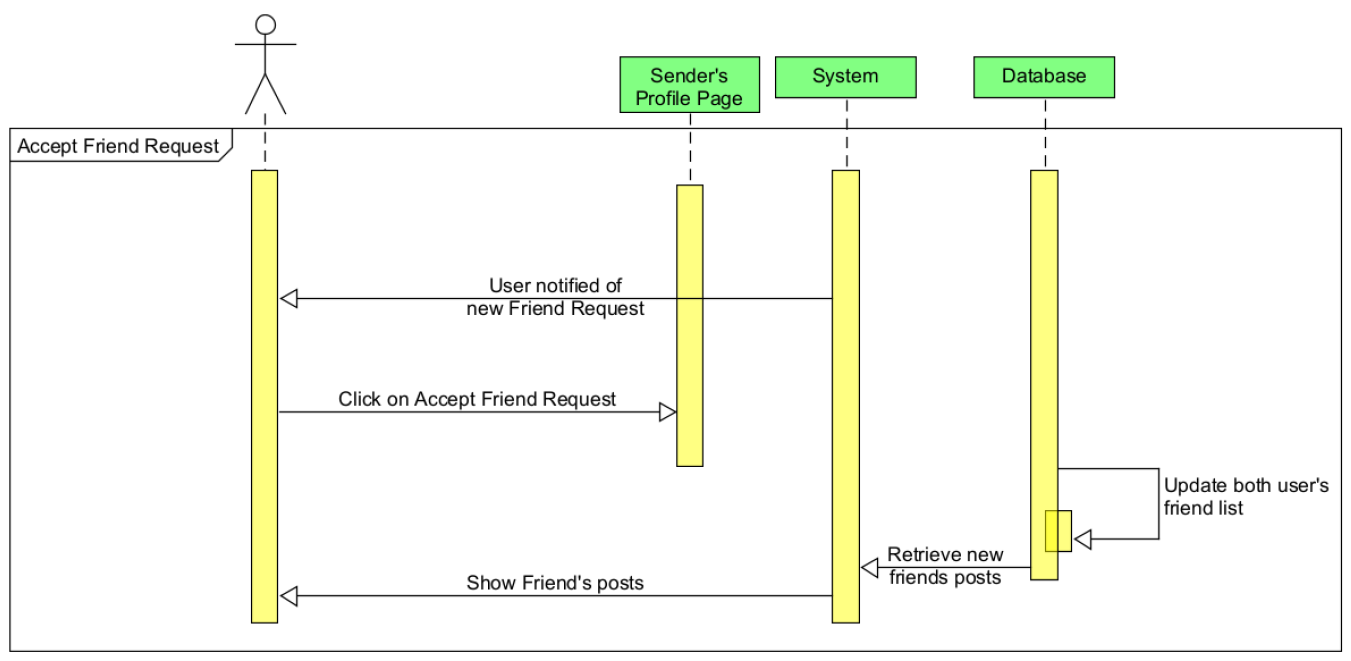 Sender's
Profile Page
System
Database
Accept Friend Request
User notified of
new Friend Request
Click on Accept Friend Request
Update both user's
friend list
Retrieve new
friends posts
Show Friend's posts